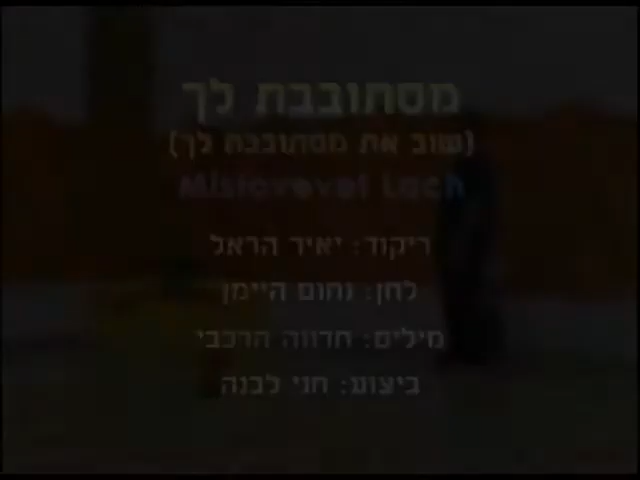 מסתובבת לך
(שוב את מסתובבת לך)
Mistovevet Lach
ריקוד: יאיר הראל
לחן: נחום היימן
מילים: חדווה הרכבי
ביצוע: חני לבנה